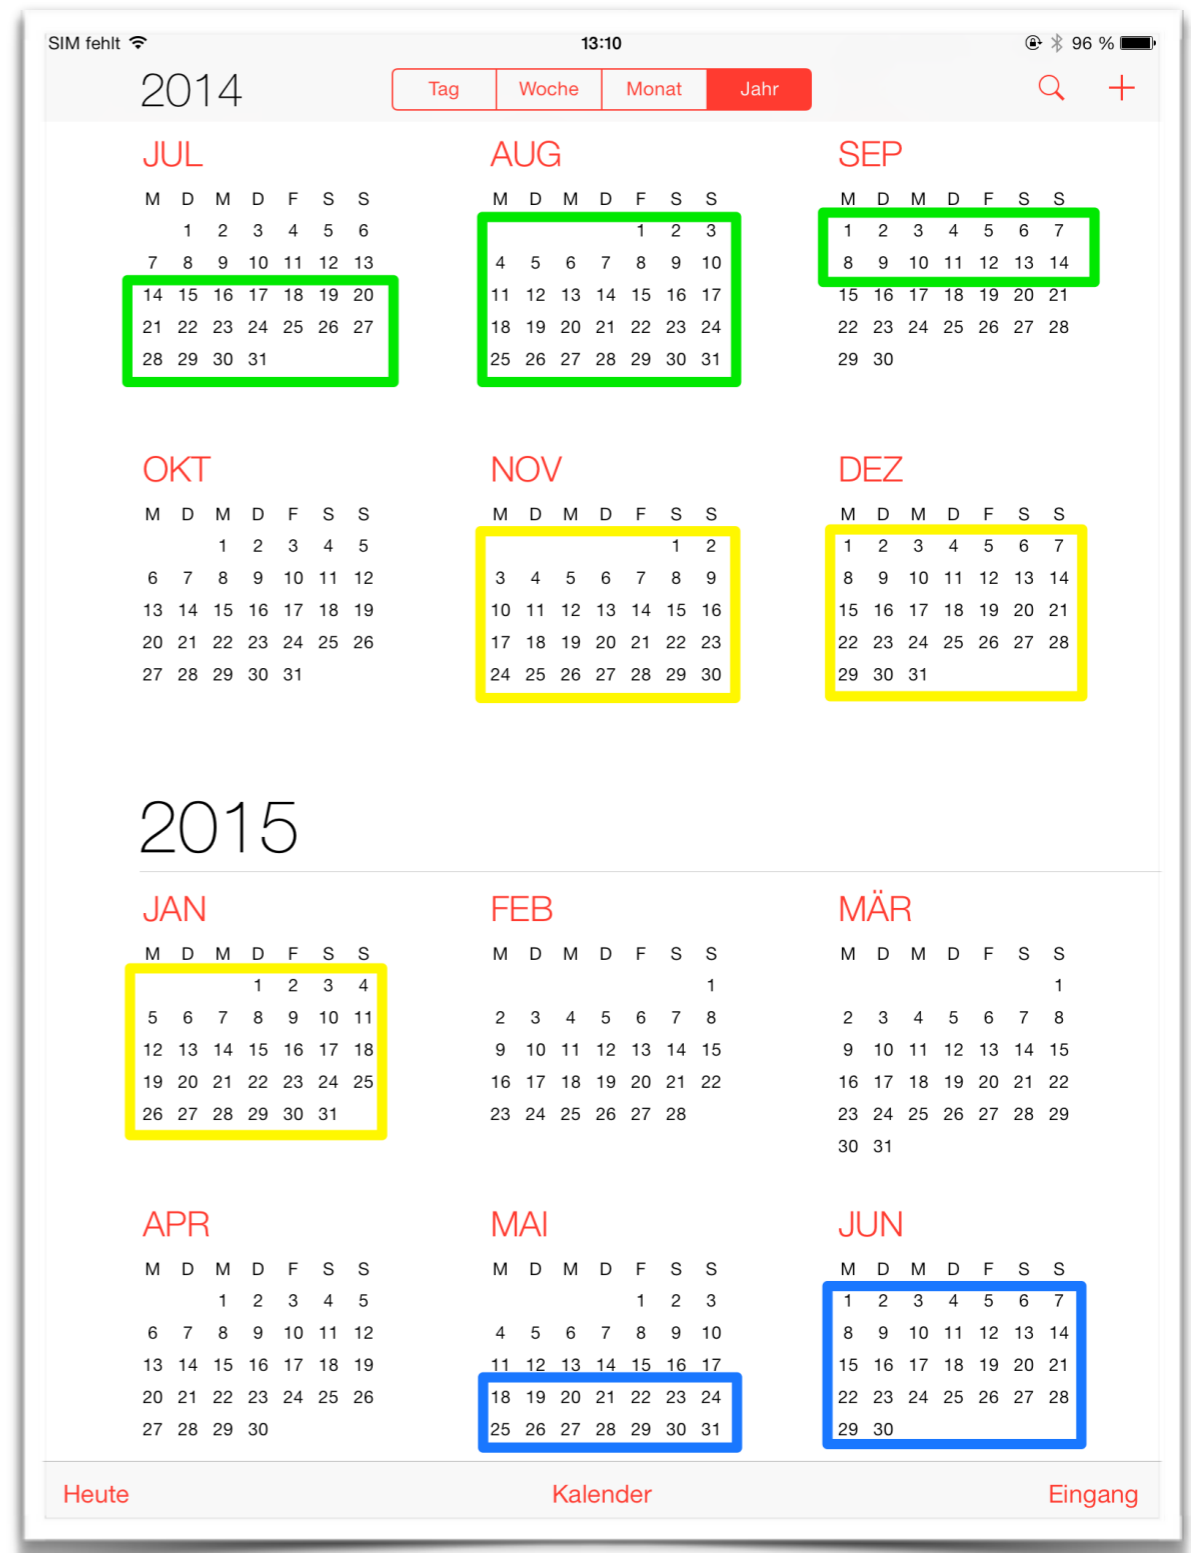 SIM fehlt 13:10 96 %
2014 Tag Woche Monat Jahr
JUL AUG SEP
M D M D F S S M D M D F S S M D M D F S S
1 2 3 4 5 6 1 2 3 1 2 3 4 5 6 7
7 8 9 10 11 12 13 4 5 6 7 8 9 10 8 9 10 11 12 13 14
14 15 16 17 18 19 20 11 12 13 14 15 16 17 15 16 17 18 19 20 21
21 22 23 24 25 26 27 18 19 20 21 22 23 24 22 23 24 25 26 27 28
28 29 30 31 25 26 27 28 29 30 31 29 30
OKT NOV DEZ
M D M D F S S M D M D F S S M D M D F S S
1 2 3 4 5 1 2 1 2 3 4 5 6 7
6 7 8 9 10 11 12 3 4 5 6 7 8 9 8 9 10 11 12 13 14
13 14 15 16 17 18 19 10 11 12 13 14 15 16 15 16 17 18 19 20 21
20 21 22 23 24 25 26 17 18 19 20 21 22 23 22 23 24 25 26 27 28
27 28 29 30 31 24 25 26 27 28 29 30 29 30 31
2015
JAN FEB MÄR
M D M D F S S M D M D F S S M D M D F S S
1 2 3 4 1 1
5 6 7 8 9 10 11 2 3 4 5 6 7 8 2 3 4 5 6 7 8
12 13 14 15 16 17 18 9 10 11 12 13 14 15 9 10 11 12 13 14 15
19 20 21 22 23 24 25 16 17 18 19 20 21 22 16 17 18 19 20 21 22
26 27 28 29 30 31 23 24 25 26 27 28 23 24 25 26 27 28 29
30 31
APR MAI JUN
M D M D F S S M D M D F S S M D M D F S S
1 2 3 4 5 1 2 3 1 2 3 4 5 6 7
6 7 8 9 10 11 12 4 5 6 7 8 9 10 8 9 10 11 12 13 14
13 14 15 16 17 18 19 11 12 13 14 15 16 17 15 16 17 18 19 20 21
20 21 22 23 24 25 26 18 19 20 21 22 23 24 22 23 24 25 26 27 28
27 28 29 30 25 26 27 28 29 30 31 29 30
Heute Kalender Eingang